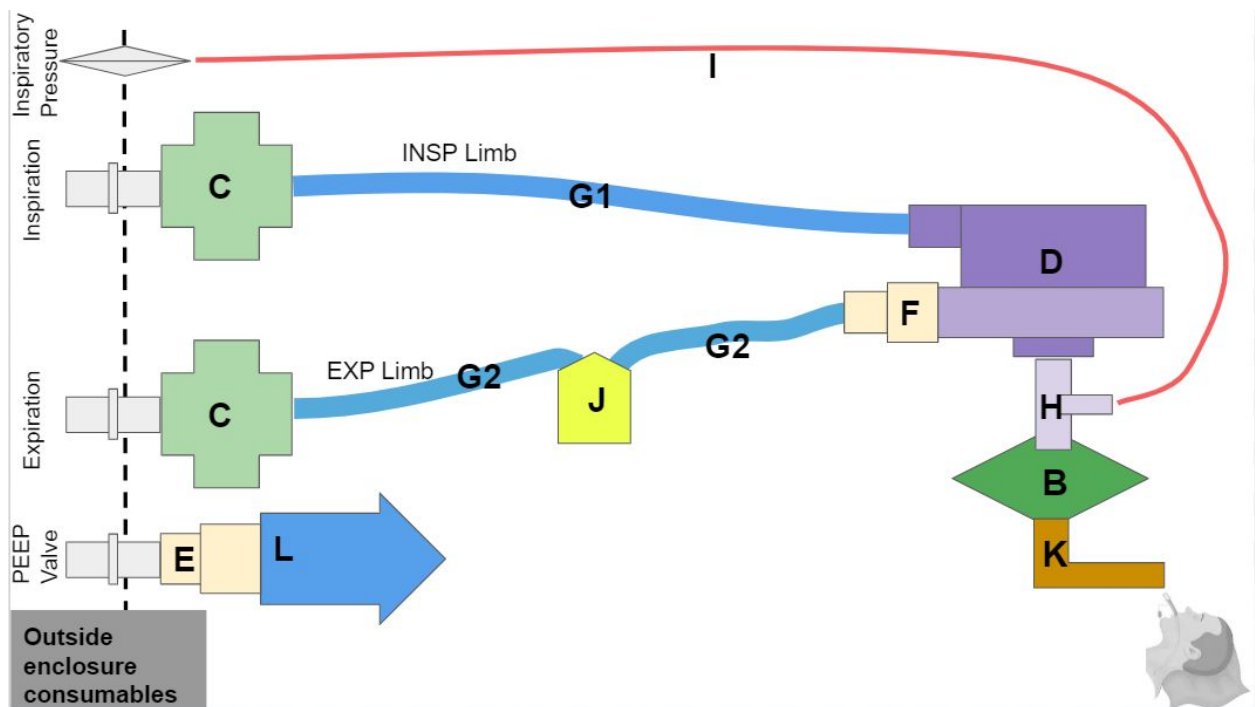 Inspiratory
Pressure
I
Inspiration
C
INSP Limb
G1
D
Expiration
C
EXP Limb
G2
J
G2
F
H
B
K
PEEP
Valve
E
L
Outside
enclosure
consumables